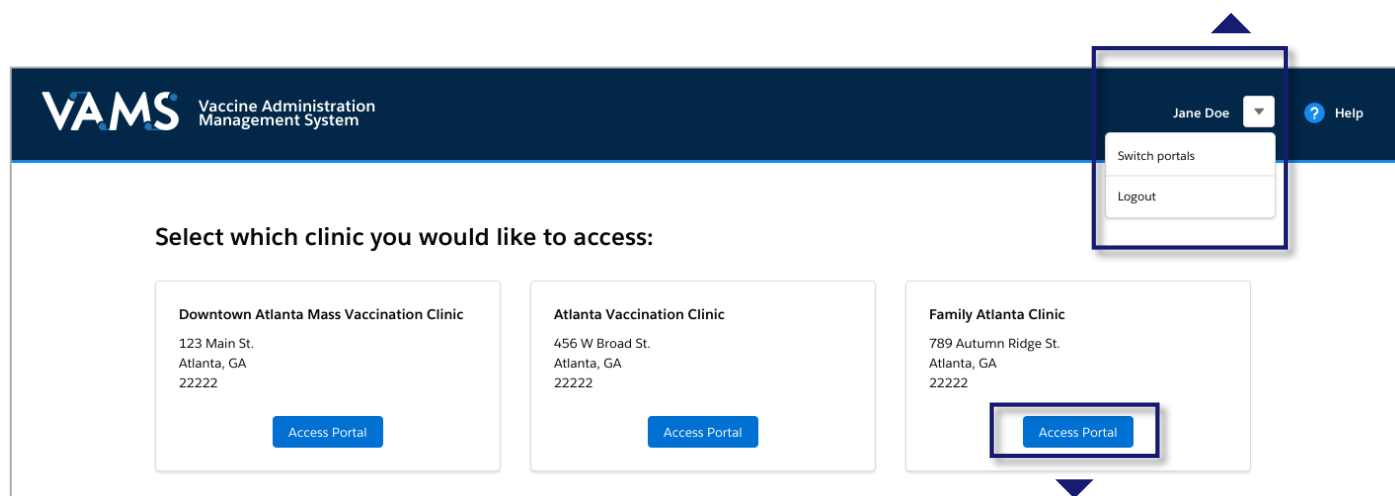 VAMS Vaccine Administration
Management System
Jane Doe
? Help
Switch portals
Logout
Select which clinic you would like to access:
Downtown Atlanta Mass Vaccination Clinic
123 Main St.
Atlanta, GA
22222
Access Portal
Atlanta Vaccination Clinic
456 W Broad St.
Atlanta, GA
22222
Access Portal
Family Atlanta Clinic
789 Autumn Ridge St.
Atlanta, GA
22222
Access Portal